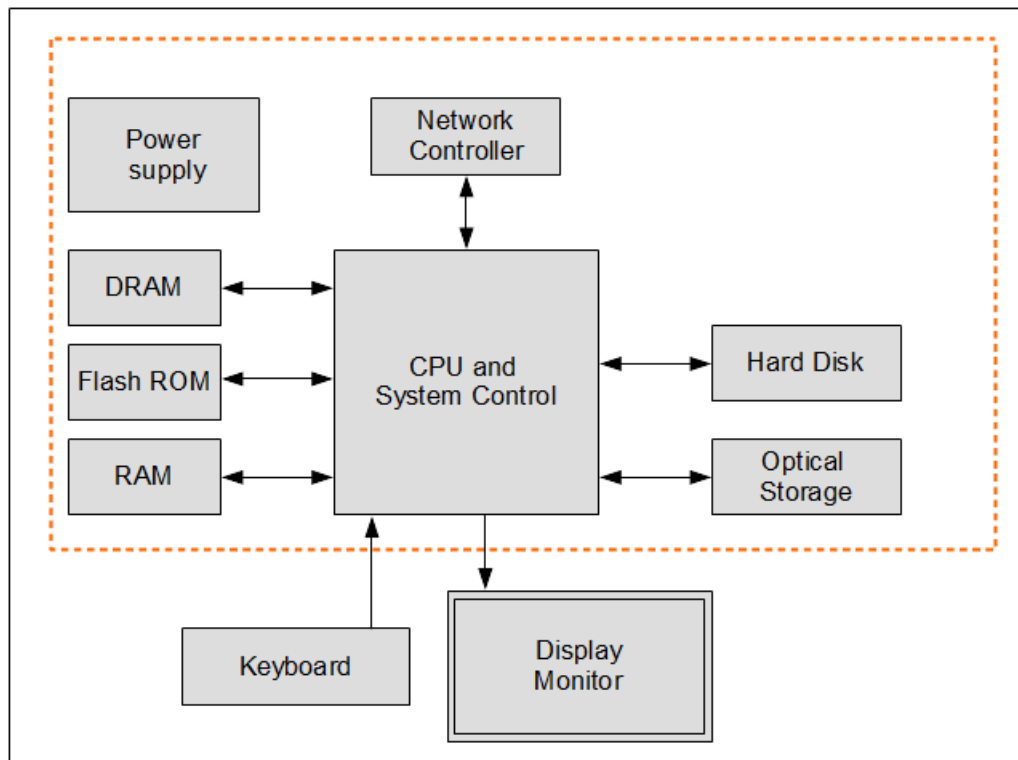 Power
supply
Network
Controller
DRAM
Flash ROM
RAM
CPU and
System Control
Hard Disk
Optical
Storage
Keyboard
Display
Monitor